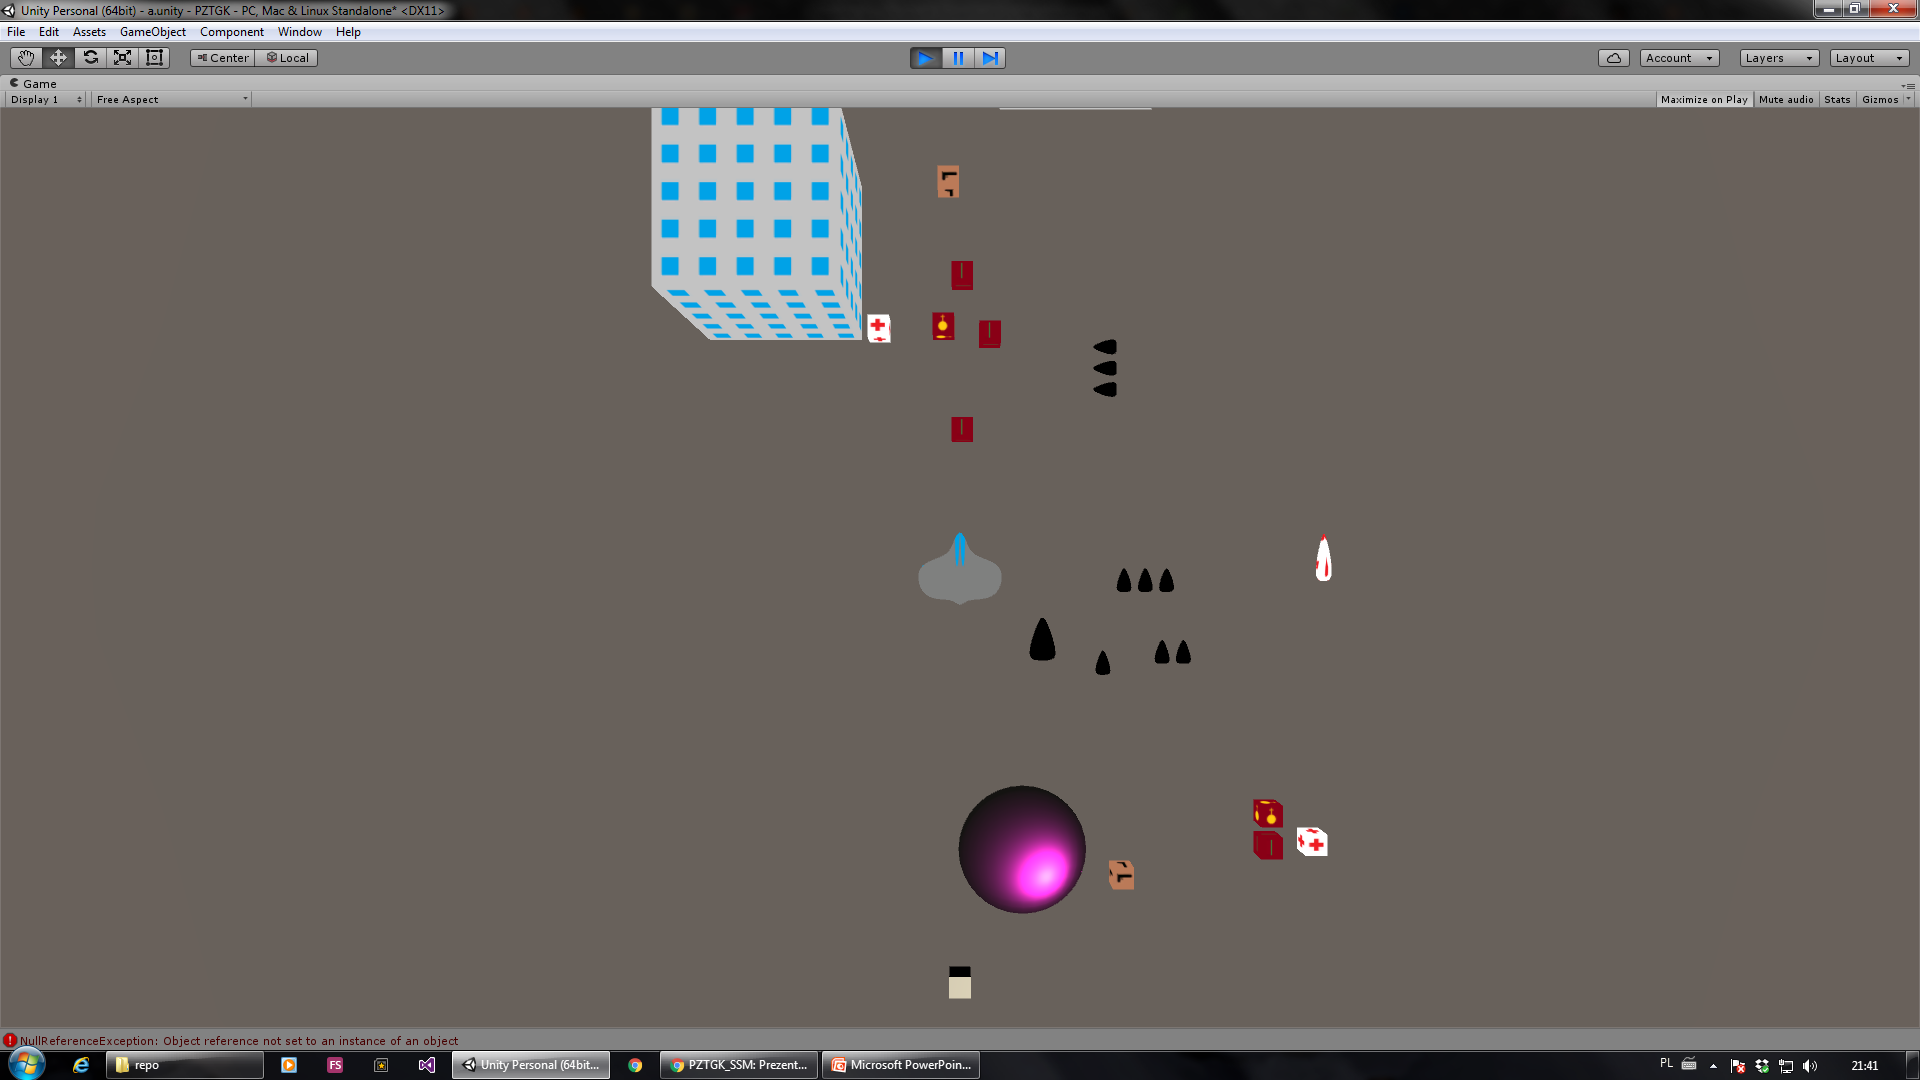 Unity Personal (64bit) - a.unity - PZTGK - PC, Mac & Linux Standalone* <DX11>
File Edit Assets GameObject Component Window Help
Center Local Account Layers Layout
Game
Display 1 Free Aspect Maximize on Play Mute audio Stats Gizmos
NullReferenceException: Object reference not set to an instance of an object
repo FS Unity Personal (64bit... PZTGK_SSM: Prezent... Microsoft PowerPoin... PL 21:41